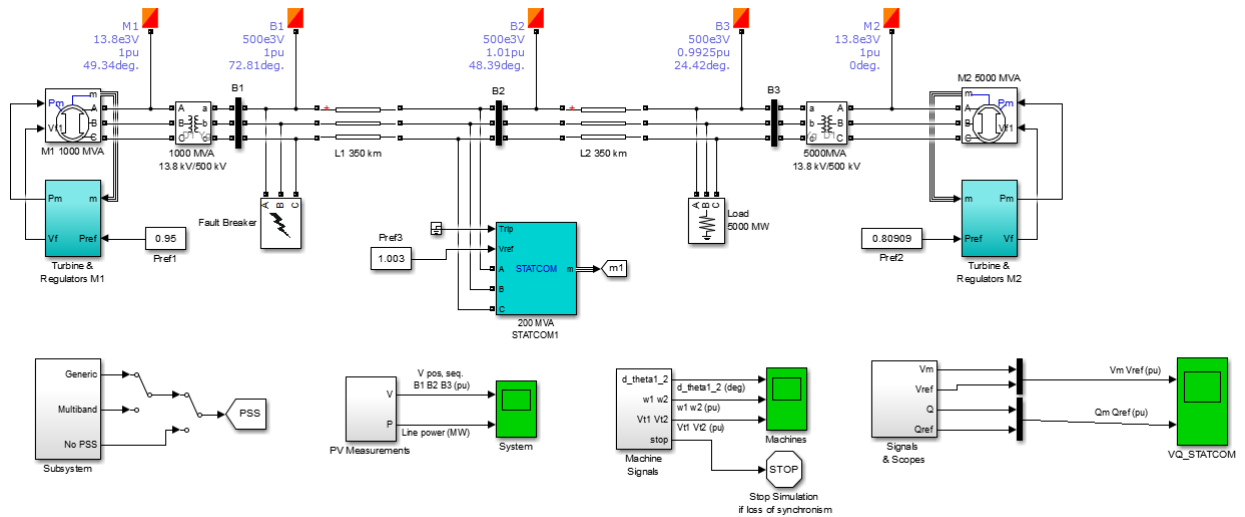 M1
13.8e3V
1pu
49.34deg.
B1
500e3V
1pu
72.81deg.
B2
500e3V
1.01pu
48.39deg.
B3
500e3V
0.9925pu
24.42deg.
M2
13.8e3V
1pu
0deg.
Pm
m
A
B
C
Vf1
M1 1000 MVA
A
B
C
a
b
c
1000 MVA
13.8 kV/500 kV
B1
L1 350 km
B2
L2 350 km
B3
a
b
c
A
B
C
5000MVA
13.8 kV/500 kV
M2 5000 MVA
m
A
B
C
Pm
Vf1
Pm
m
Vf
Pref
Turbine &
Regulators M1
0.95
Pref1
Fault Breaker
A
B
C
Pref3
1.003
Trip
Vref
A
B
C
STATCOM
m
m1
200 MVA
STATCOM1
A
B
C
Load
5000 MW
0.80909
Pref2
m
Pm
Pref
Vf
Turbine &
Regulators M2
Generic
Multiband
No PSS
Subsystem
PSS
V pos. seq.
B1 B2 B3 (pu)
V
P
Line power (MW)
PV Measurements
System
d_theta1_2
d_theta1_2 (deg)
w1 w2
w1 w2 (pu)
Vt1 Vt2
Vt1 Vt2 (pu)
stop
Machine
Signals
Machines
STOP
Stop Simulation
if loss of synchronism
Vm
Vref
Q
Qref
Signals
& Scopes
Vm Vref (pu)
Qm Qref (pu)
VQ_STATCOM